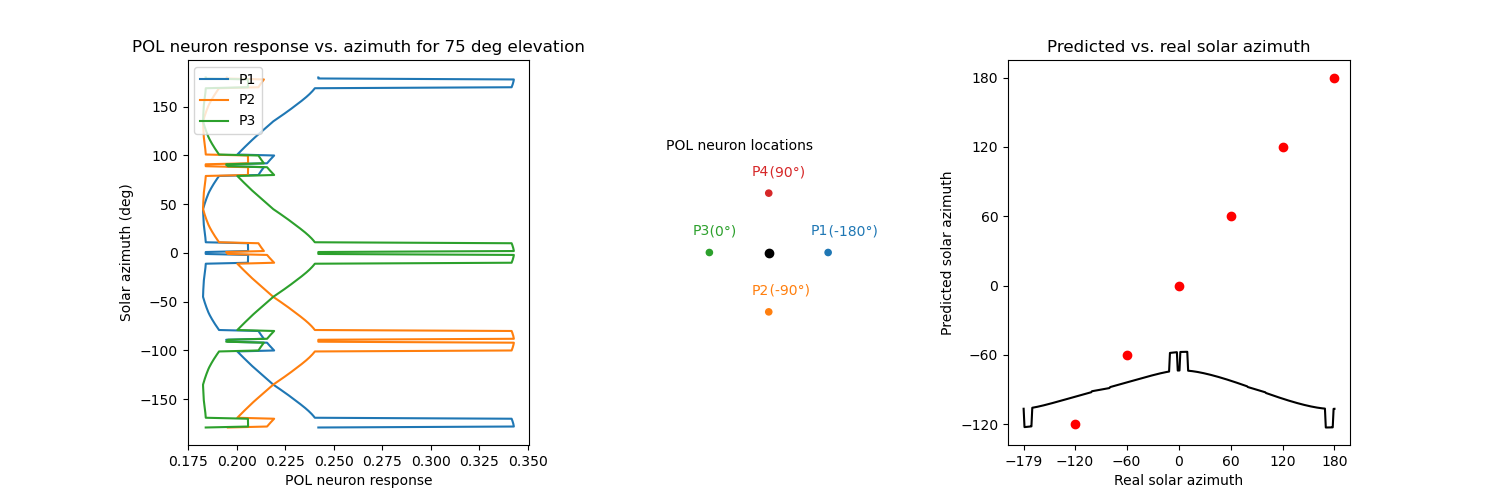 POL neuron response vs. azimuth for 75 deg elevation
P1
P2
P3
150
100
50
0
−50
−100
−150
Solar azimuth (deg)
0.175 0.200 0.225 0.250 0.275 0.300 0.325 0.350
POL neuron response
POL neuron locations
P4(90°)
P3(0°)
P1(-180°)
P2(-90°)
Predicted vs. real solar azimuth
180
120
60
0
−60
−120
Predicted solar azimuth
−179 −120 −60 0 60 120 180
Real solar azimuth